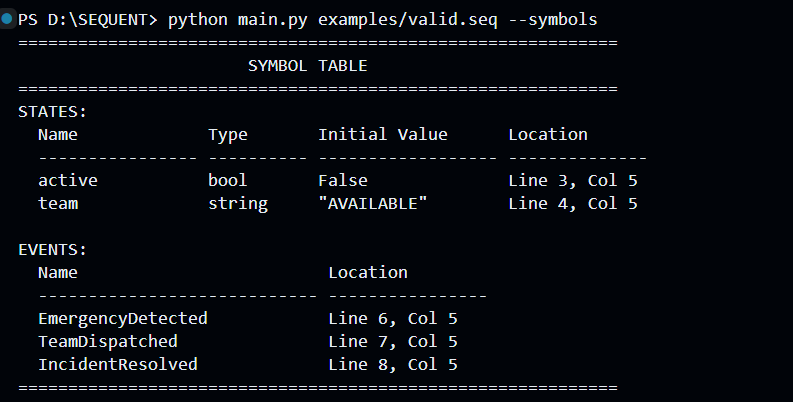 PS D:\SEQUENT> python main.py examples/valid.seq --symbols
============================================================
                       SYMBOL TABLE
============================================================
STATES:
  Name             Type       Initial Value      Location
  ---------------- ---------- ------------------ --------------
  active           bool       False              Line 3, Col 5
  team             string     "AVAILABLE"        Line 4, Col 5

EVENTS:
  Name                         Location
  ---------------------------- ----------------
  EmergencyDetected            Line 6, Col 5
  TeamDispatched               Line 7, Col 5
  IncidentResolved             Line 8, Col 5
============================================================